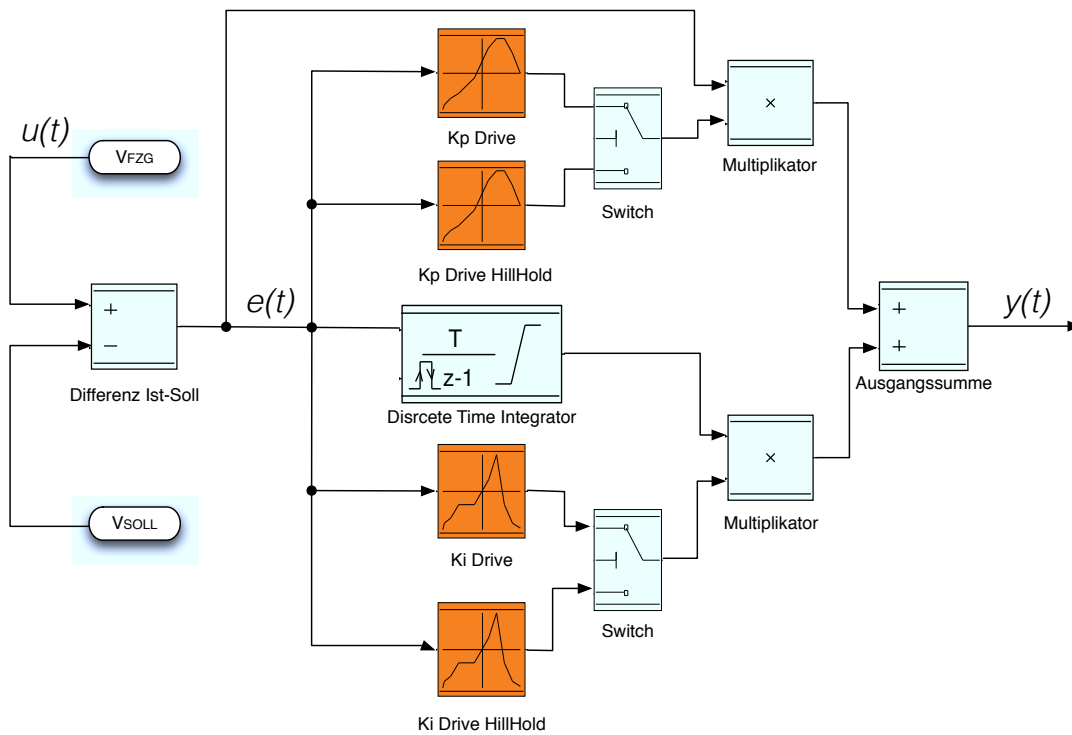 u(t)
VFZG
+
−
Differenz Ist-Soll
VSOLL
e(t)
Kp Drive
Kp Drive HillHold
Switch
×
Multiplikator
T
z-1
Disrcete Time Integrator
Ki Drive
Ki Drive HillHold
Switch
×
Multiplikator
+
+
Ausgangssumme
y(t)